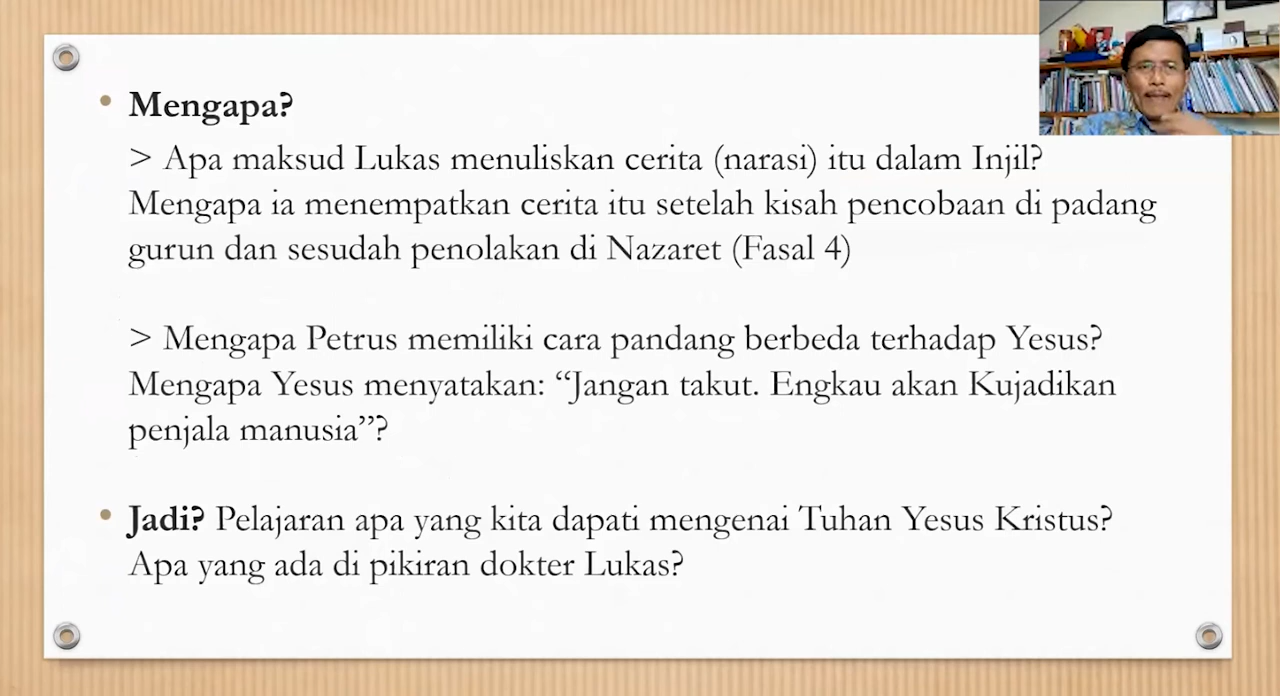 • Mengapa?
> Apa maksud Lukas menuliskan cerita (narasi) itu dalam Injil?
Mengapa ia menempatkan cerita itu setelah kisah pencobaan di padang
gurun dan sesudah penolakan di Nazaret (Fasal 4)
> Mengapa Petrus memiliki cara pandang berbeda terhadap Yesus?
Mengapa Yesus menyatakan: “Jangan takut. Engkau akan Kujadikan
penjala manusia”?
• Jadi? Pelajaran apa yang kita dapati mengenai Tuhan Yesus Kristus?
Apa yang ada di pikiran dokter Lukas?